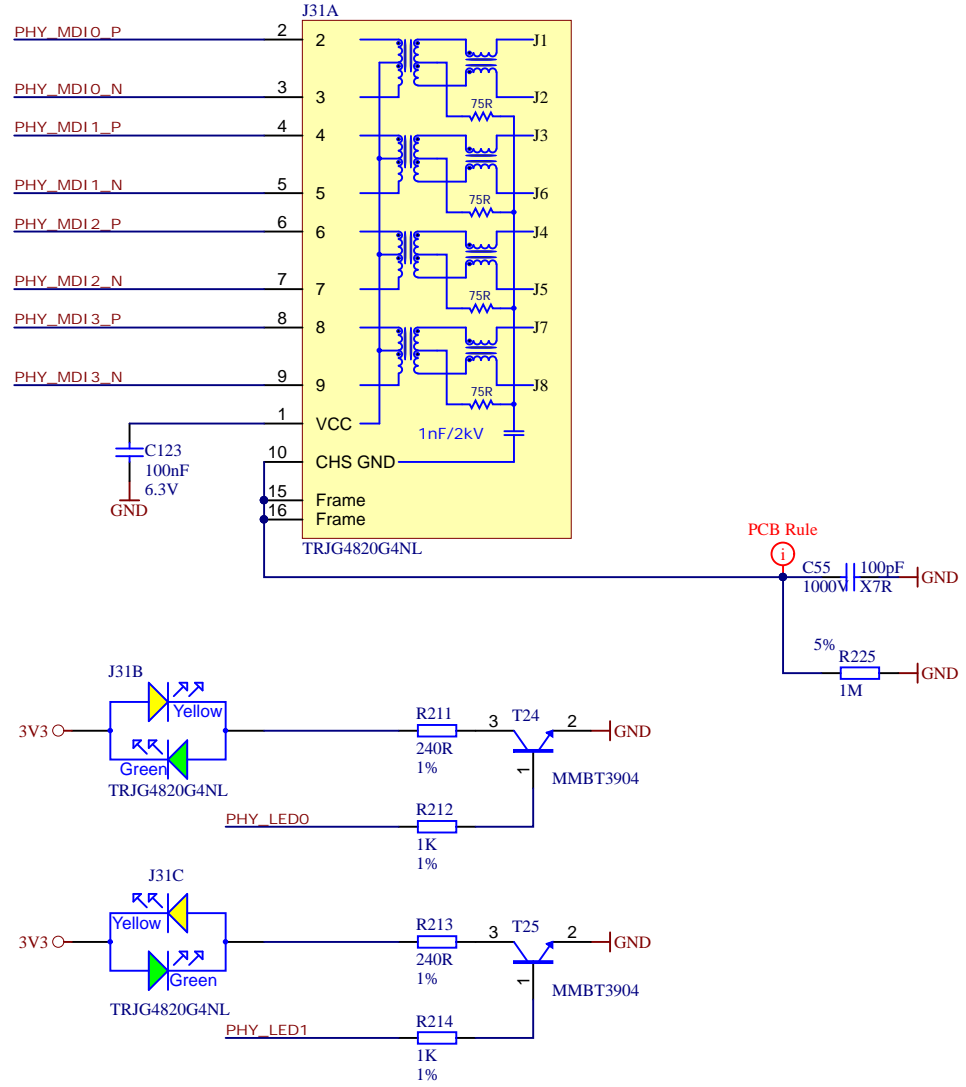 J31A
PHY_MDI0_P 2 2 J1
PHY_MDI0_N 3 3 J2
75R
PHY_MDI1_P 4 4 J3
PHY_MDI1_N 5 5 J6
75R
PHY_MDI2_P 6 6 J4
PHY_MDI2_N 7 7 J5
75R
PHY_MDI3_P 8 8 J7
PHY_MDI3_N 9 9 J8
75R
1 VCC
1nF/2kV
C123
100nF
6.3V
GND
10 CHS GND
15 Frame
16 Frame
TRJG4820G4NL
PCB Rule
i
C55 100pF
1000V X7R
GND
5%
R225
1M
GND
J31B
Yellow
3V3
Green
TRJG4820G4NL
R211
240R
1%
3 T24 2
GND
1
MMBT3904
PHY_LED0
R212
1K
1%
J31C
Yellow
3V3
Green
TRJG4820G4NL
R213
240R
1%
3 T25 2
GND
1
MMBT3904
PHY_LED1
R214
1K
1%